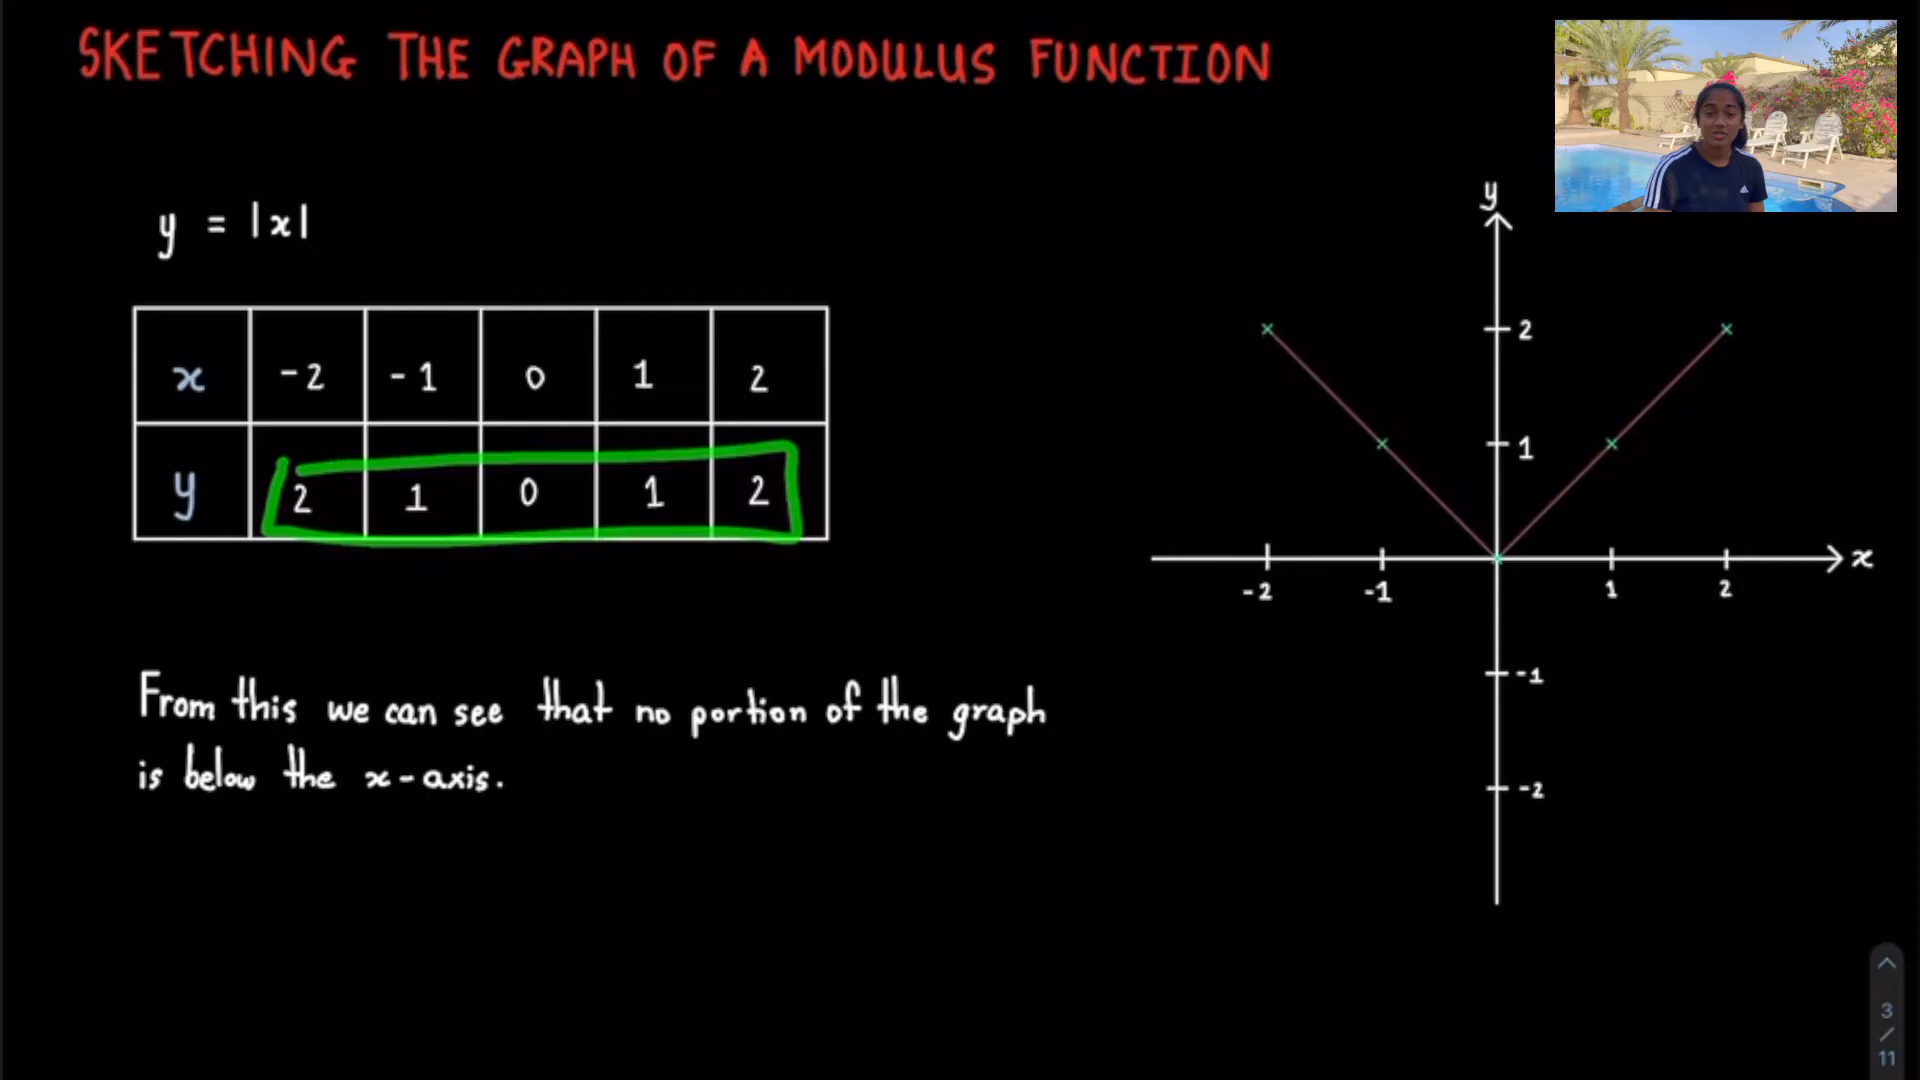 SKETCHING THE GRAPH OF A MODULUS FUNCTION
y = |x|
x -2 -1 0 1 2
y 2 1 0 1 2
From this we can see that no portion of the graph
is below the x-axis.
y
2
1
x
-2 -1 1 2
-1
-2
3
/
11